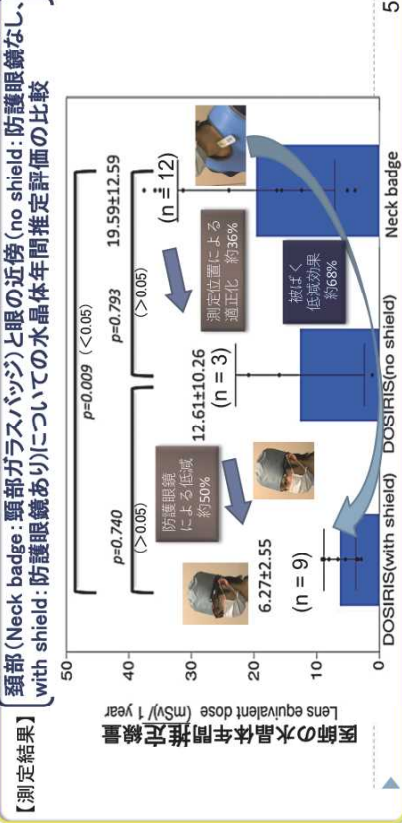 【測定結果】
頚部(Neck badge:頸部ガラスバッジ)と眼の近傍(no shield:防護眼鏡なし、
with shield:防護眼鏡あり)についての水晶体年間推定評価の比較
医師の水晶体年間推定線量
Lens equivalent dose (mSv)/ 1 year
50
40
30
20
10
0
p=0.009 (<0.05)
p=0.740
(>0.05)
p=0.793
(>0.05)
防護眼鏡
による低減
約50%
測定位置による
適正化 約36%
被ばく
低減効果
約68%
6.27±2.55
(n = 9)
12.61±10.26
(n = 3)
19.59±12.59
(n = 12)
DOSIRIS(with shield)
DOSIRIS(no shield)
Neck badge
5